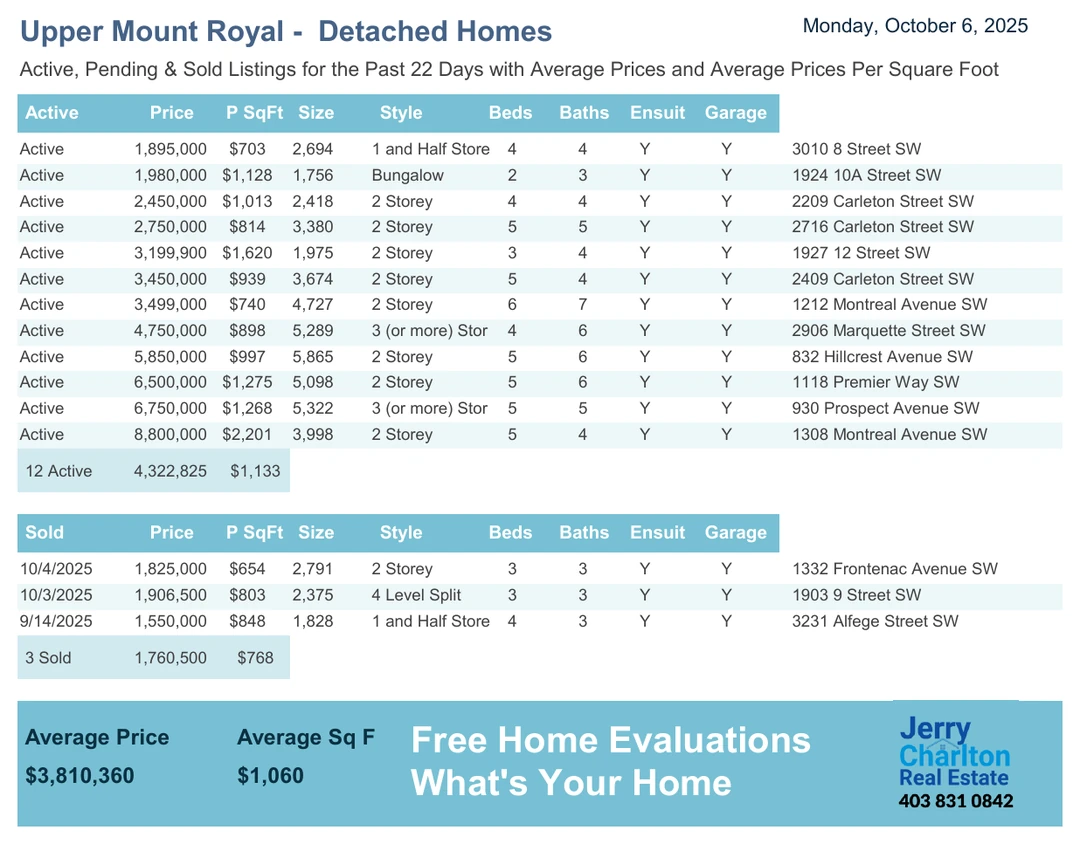 Upper Mount Royal - Detached Homes
Monday, October 6, 2025
Active, Pending & Sold Listings for the Past 22 Days with Average Prices and Average Prices Per Square Foot
Active Price P SqFt Size Style Beds Baths Ensuit Garage
Active 1,895,000 $703 2,694 1 and Half Store 4 4 Y Y 3010 8 Street SW
Active 1,980,000 $1,128 1,756 Bungalow 2 3 Y Y 1924 10A Street SW
Active 2,450,000 $1,013 2,418 2 Storey 4 4 Y Y 2209 Carleton Street SW
Active 2,750,000 $814 3,380 2 Storey 5 5 Y Y 2716 Carleton Street SW
Active 3,199,900 $1,620 1,975 2 Storey 3 4 Y Y 1927 12 Street SW
Active 3,450,000 $939 3,674 2 Storey 5 4 Y Y 2409 Carleton Street SW
Active 3,499,000 $740 4,727 2 Storey 6 7 Y Y 1212 Montreal Avenue SW
Active 4,750,000 $898 5,289 3 (or more) Stor 4 6 Y Y 2906 Marquette Street SW
Active 5,850,000 $997 5,865 2 Storey 5 6 Y Y 832 Hillcrest Avenue SW
Active 6,500,000 $1,275 5,098 2 Storey 5 6 Y Y 1118 Premier Way SW
Active 6,750,000 $1,268 5,322 3 (or more) Stor 5 5 Y Y 930 Prospect Avenue SW
Active 8,800,000 $2,201 3,998 2 Storey 5 4 Y Y 1308 Montreal Avenue SW
12 Active 4,322,825 $1,133
Sold Price P SqFt Size Style Beds Baths Ensuit Garage
10/4/2025 1,825,000 $654 2,791 2 Storey 3 3 Y Y 1332 Frontenac Avenue SW
10/3/2025 1,906,500 $803 2,375 4 Level Split 3 3 Y Y 1903 9 Street SW
9/14/2025 1,550,000 $848 1,828 1 and Half Store 4 3 Y Y 3231 Alfege Street SW
3 Sold 1,760,500 $768
Average Price Average Sq F
$3,810,360 $1,060
Free Home Evaluations
What's Your Home
Jerry
Charlton
Real Estate
403 831 0842